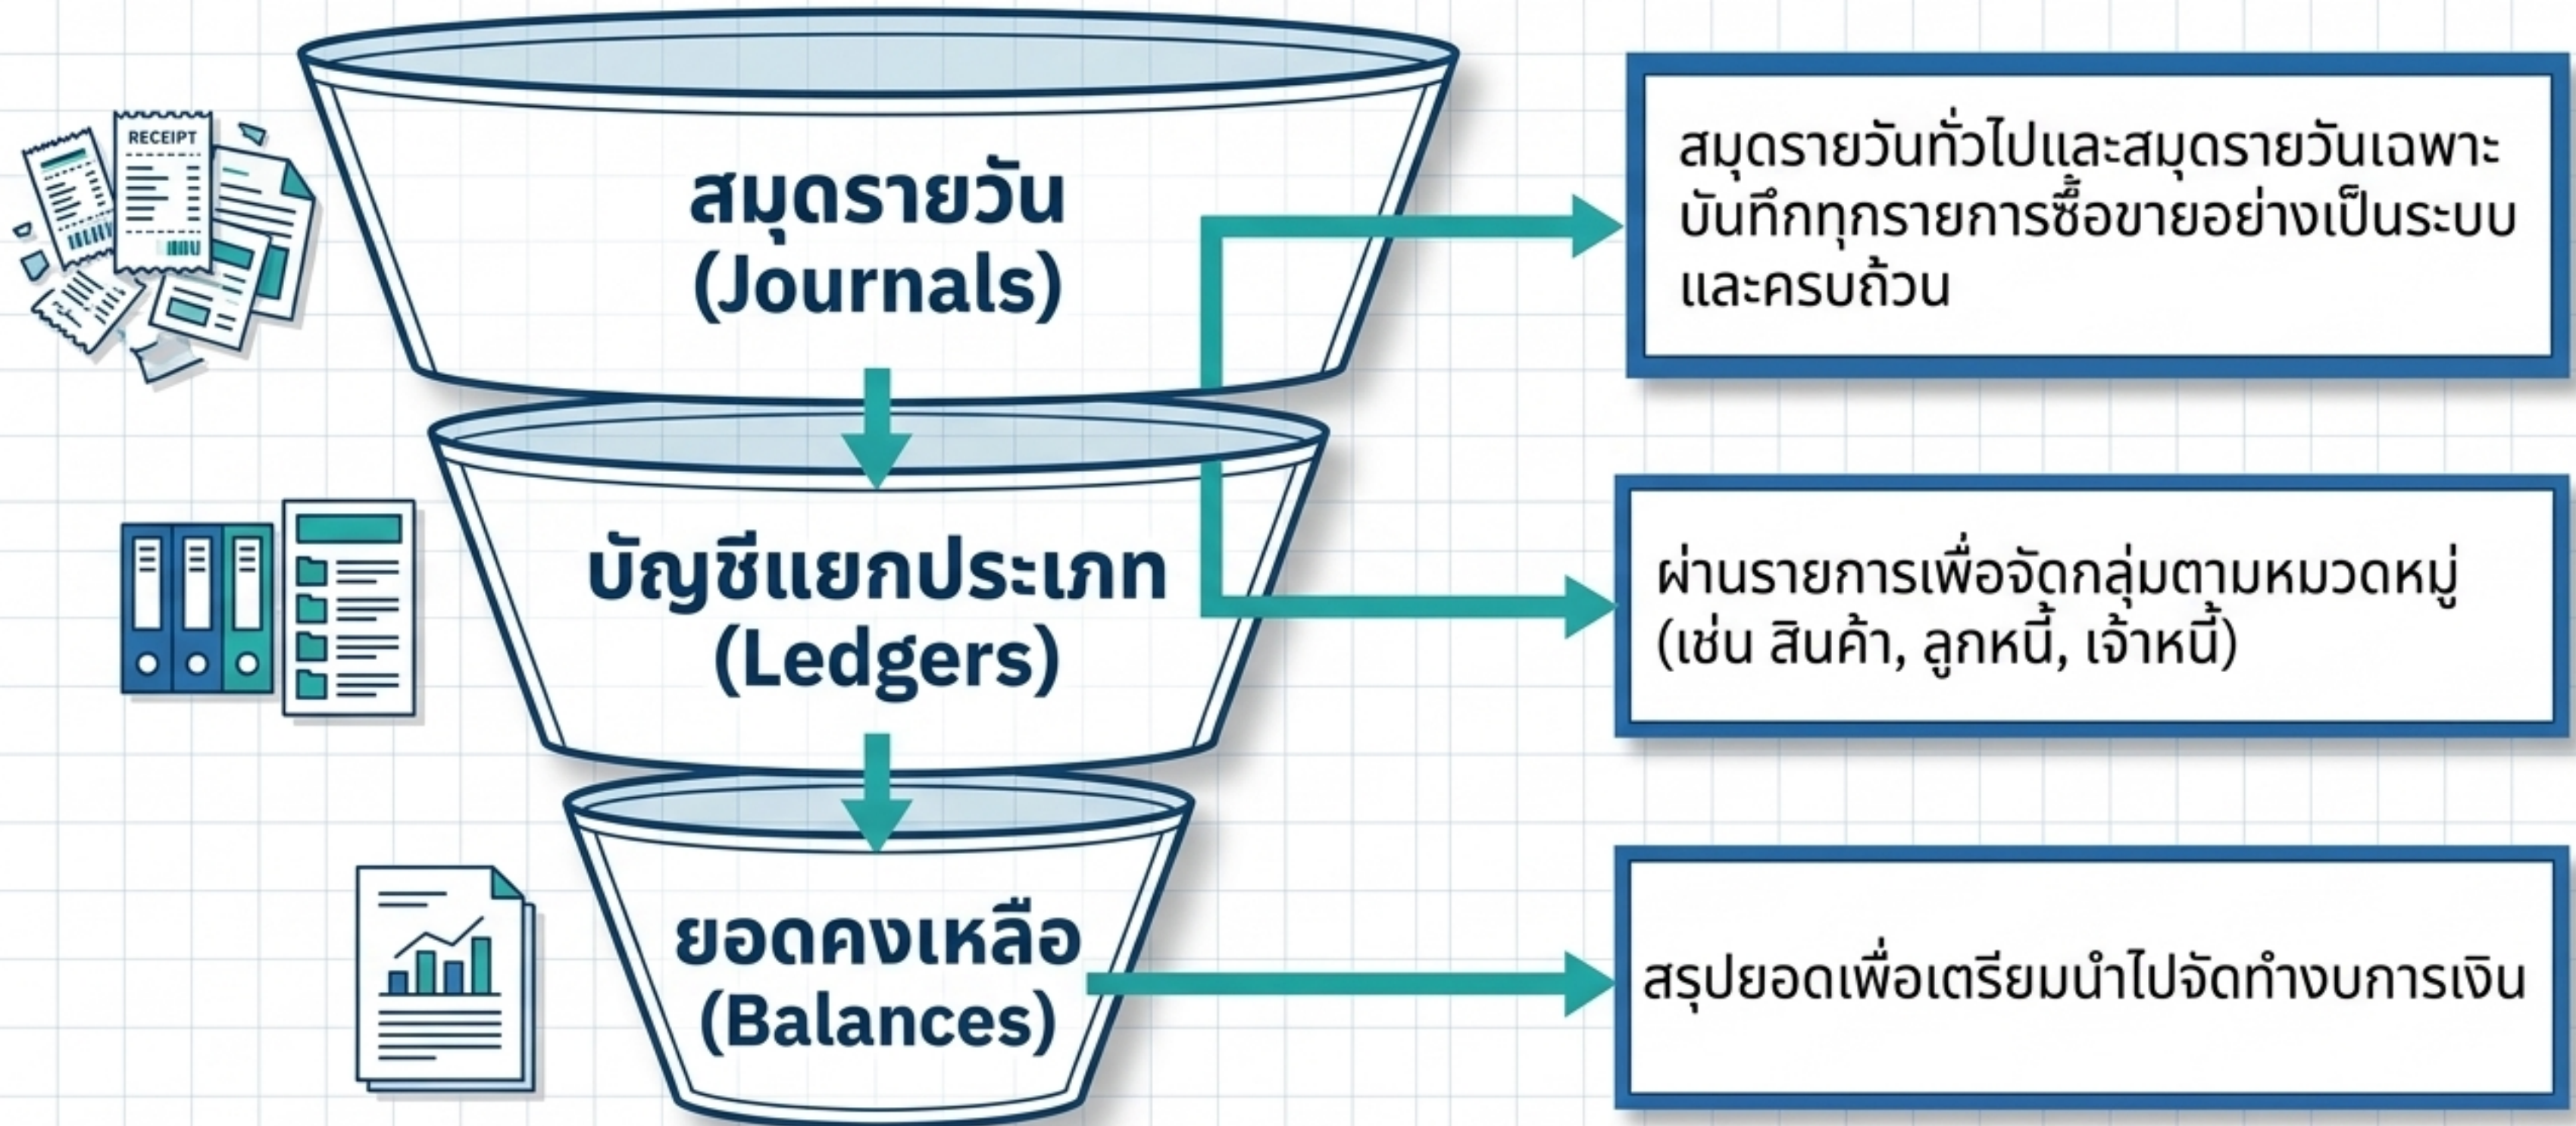 RECEIPT
สมุดรายวัน
(Journals)
สมุดรายวันทั่วไปและสมุดรายวันเฉพาะ
บันทึกทุกรายการซื้อขายอย่างเป็นระบบ
และครบถ้วน
บัญชีแยกประเภท
(Ledgers)
ผ่านรายการเพื่อจัดกลุ่มตามหมวดหมู่
(เช่น สินค้า, ลูกหนี้, เจ้าหนี้)
ยอดคงเหลือ
(Balances)
สรุปยอดเพื่อเตรียมนำไปจัดทำงบการเงิน